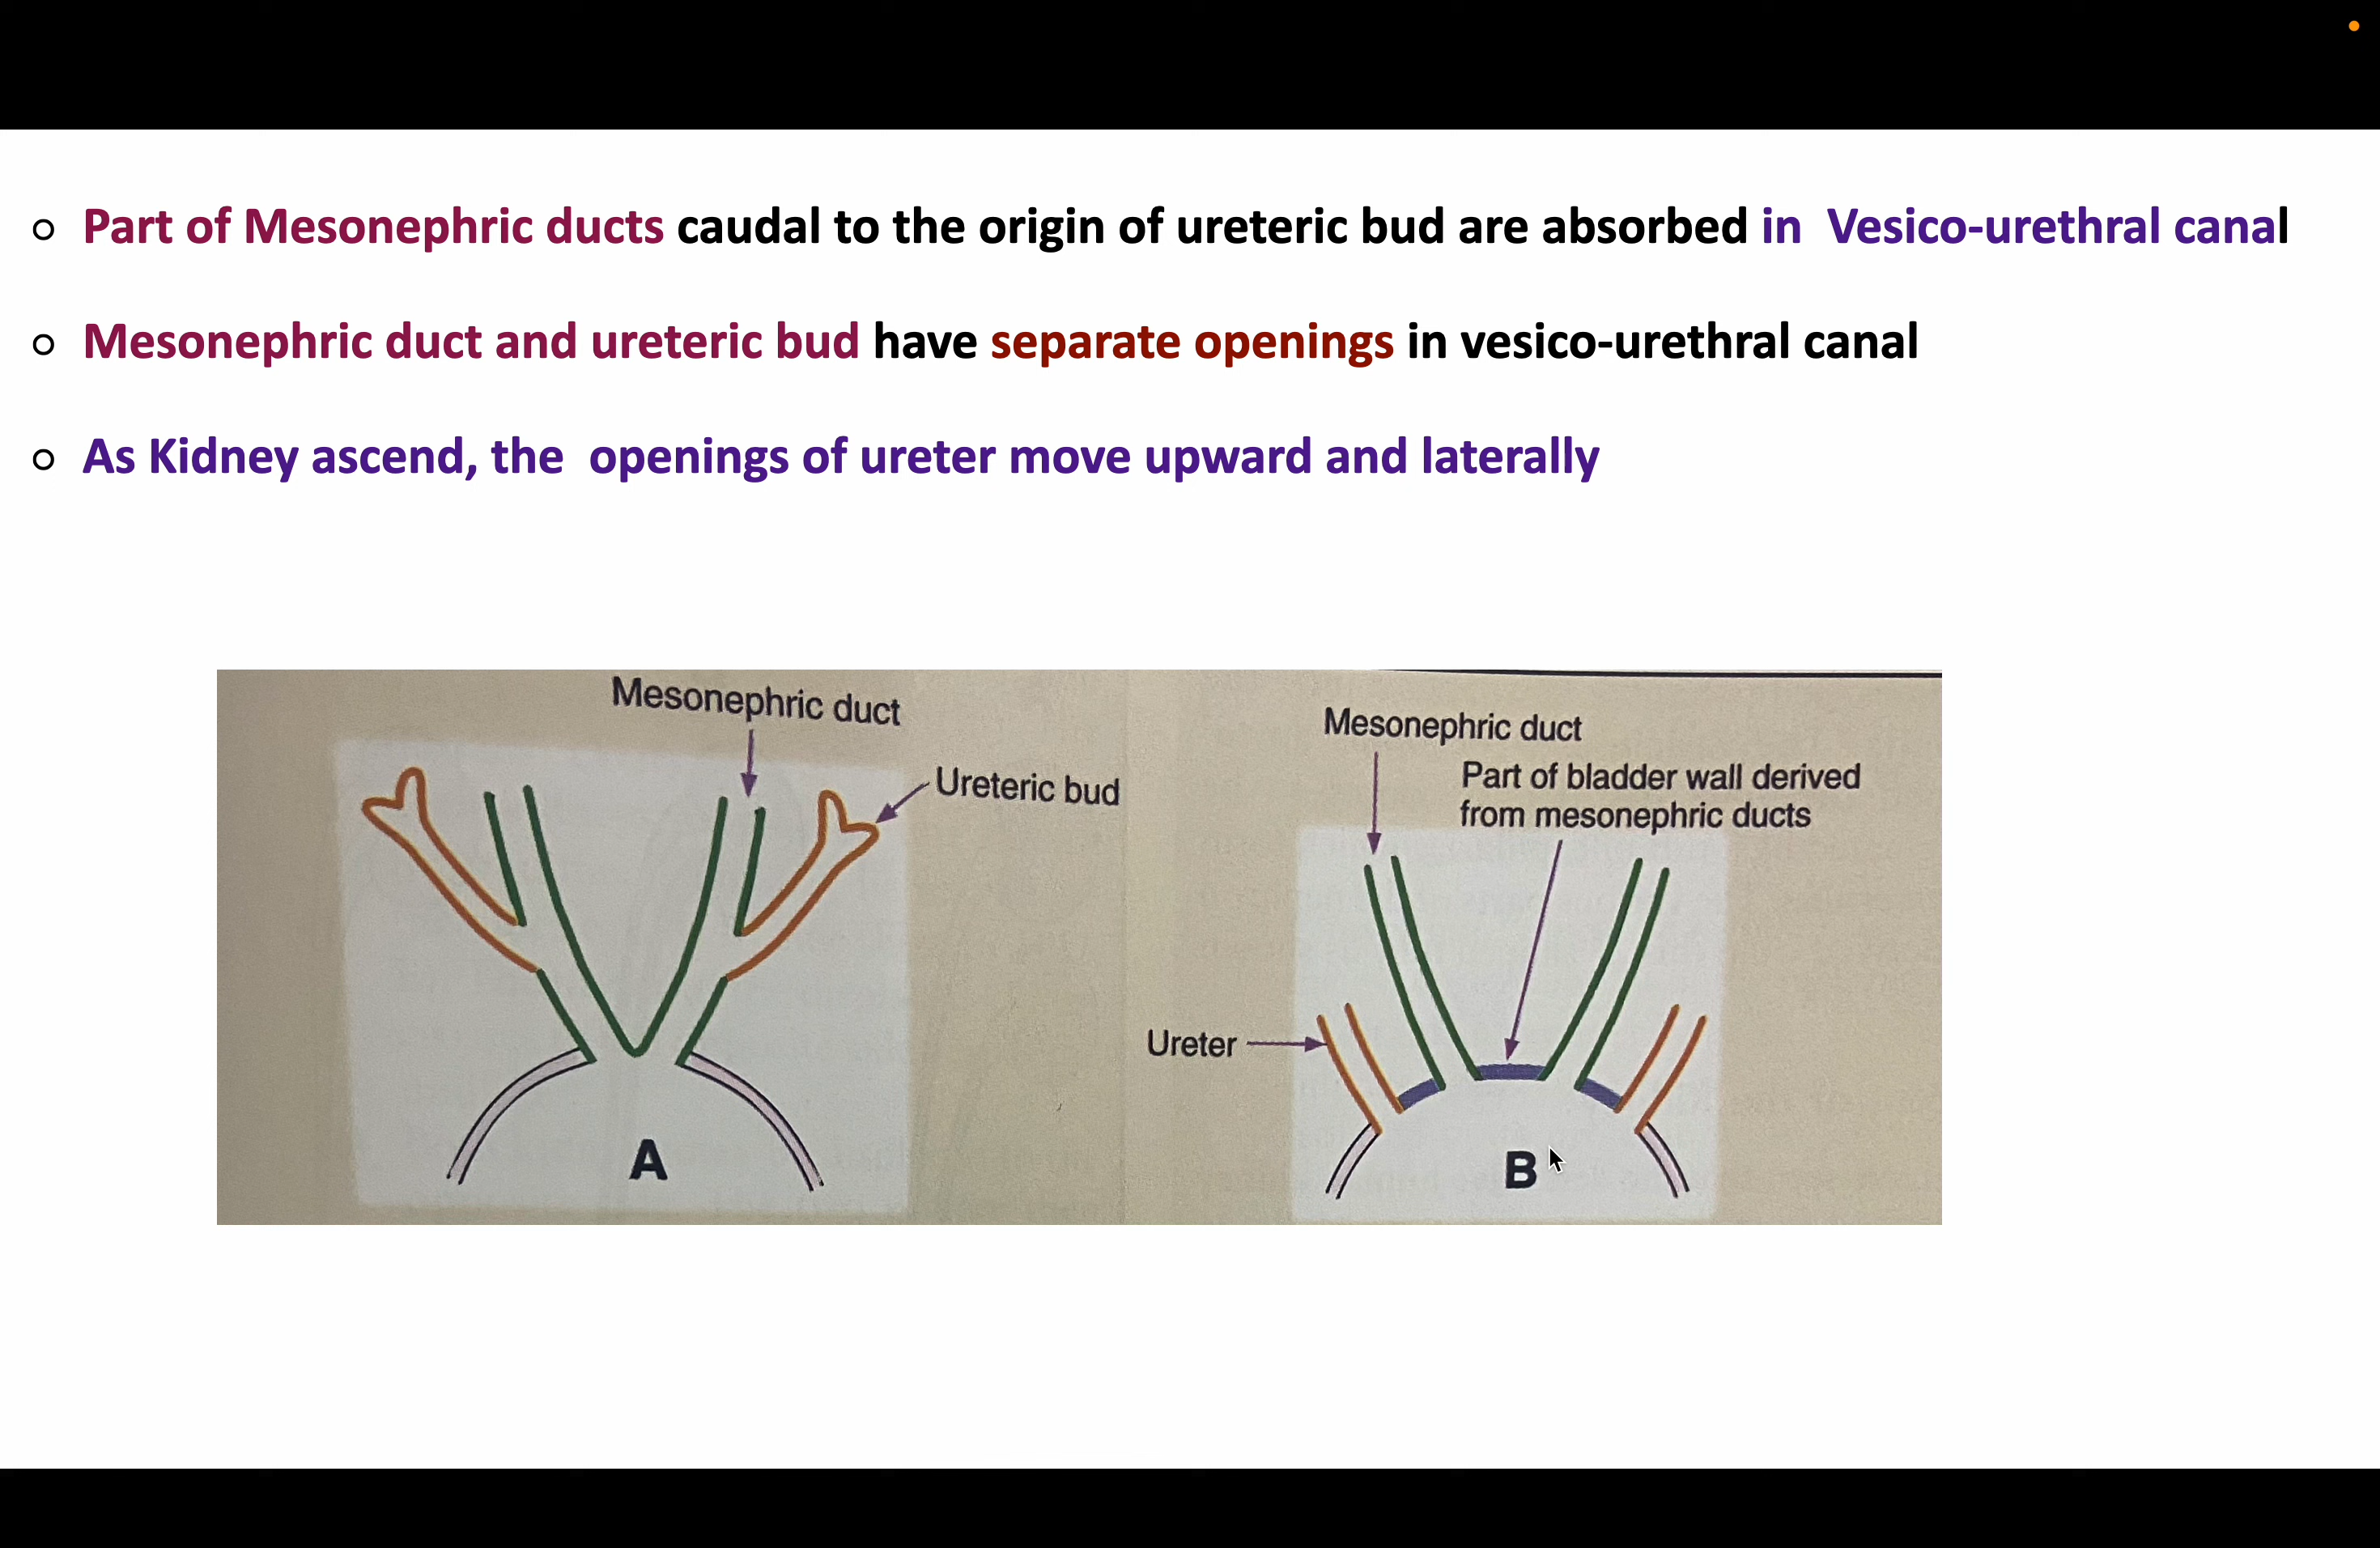 Part of Mesonephric ducts caudal to the origin of ureteric bud are absorbed in Vesico-urethral canal
Mesonephric duct and ureteric bud have separate openings in vesico-urethral canal
As Kidney ascend, the openings of ureter move upward and laterally
Mesonephric duct
Ureteric bud
A
Mesonephric duct
Part of bladder wall derived
from mesonephric ducts
Ureter
B